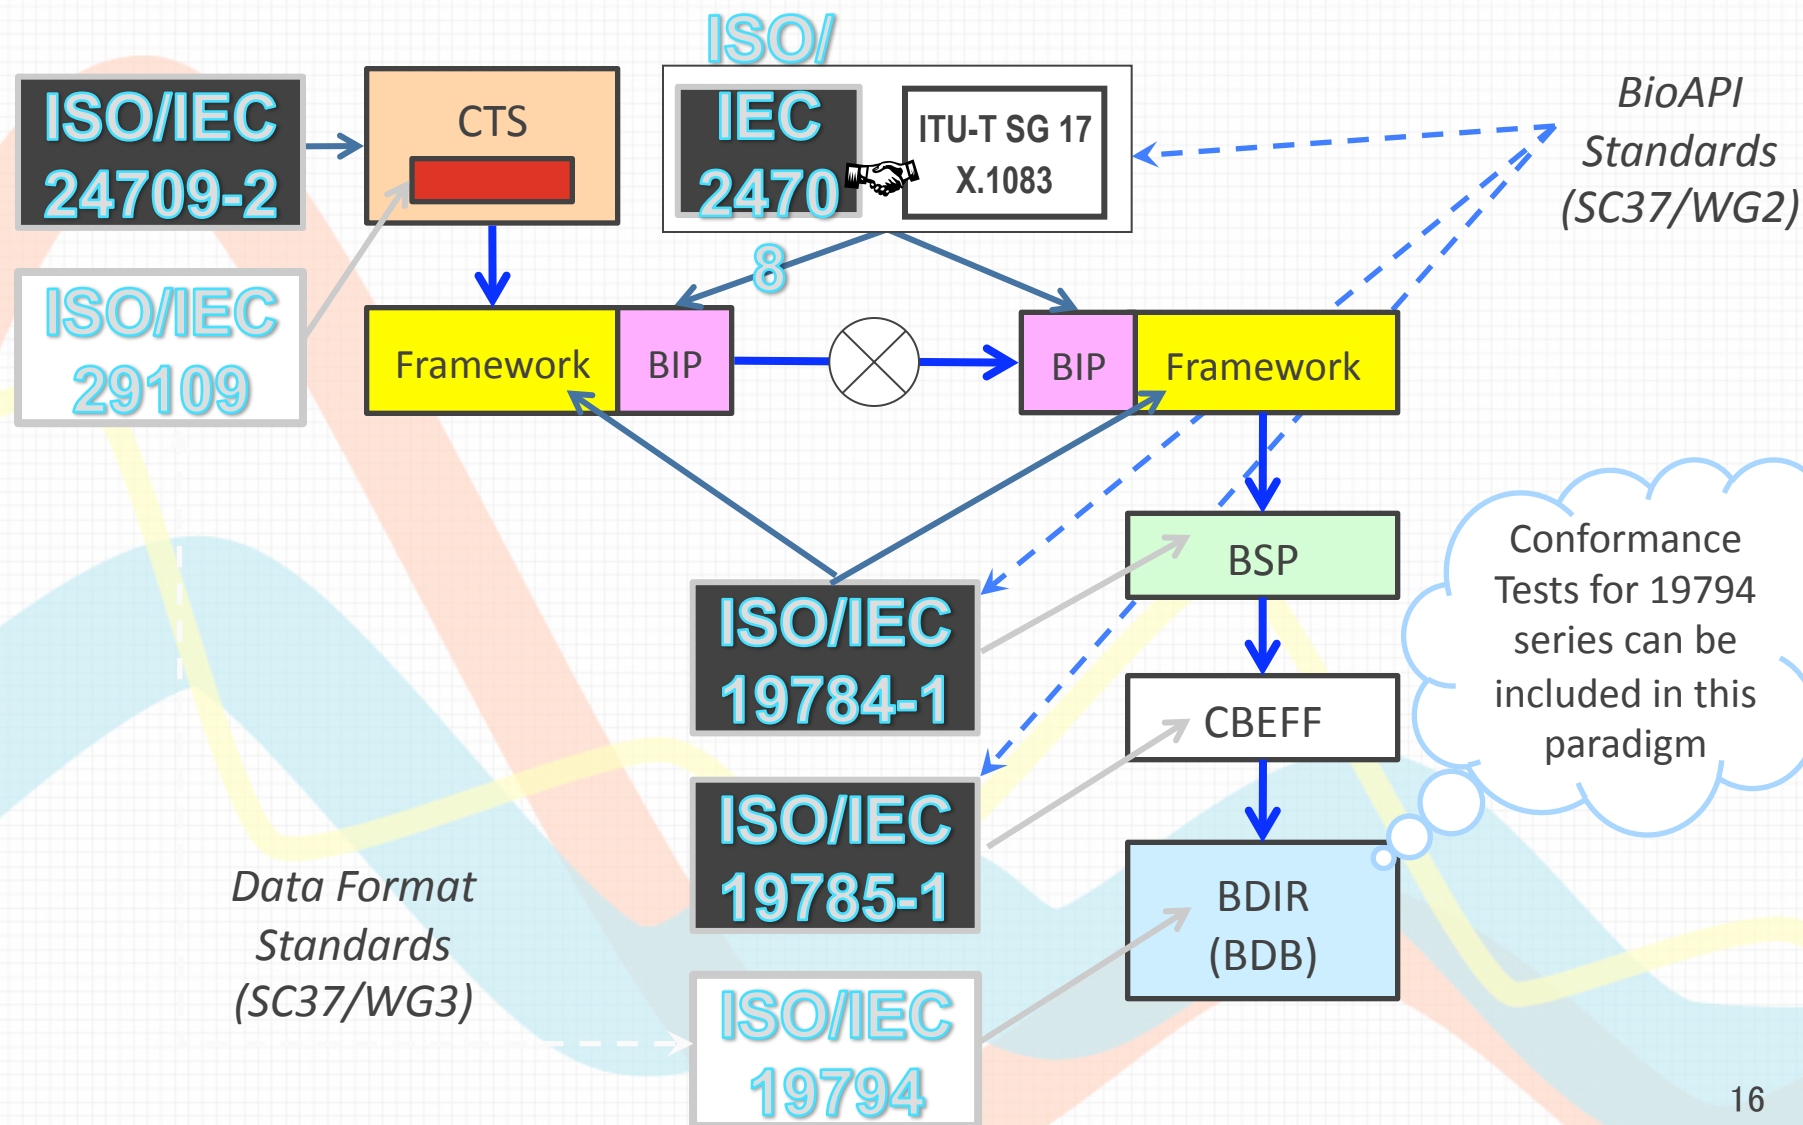 ISO/IEC
24709-2
ISO/IEC
29109
CTS
ISO/
IEC
2470
8
ITU-T SG 17
X.1083
BioAPI
Standards
(SC37/WG2)
Framework
BIP
BIP
Framework
BSP
CBEFF
BDIR
(BDB)
ISO/IEC
19784-1
ISO/IEC
19785-1
ISO/IEC
19794
Conformance
Tests for 19794
series can be
included in this
paradigm
Data Format
Standards
(SC37/WG3)
16